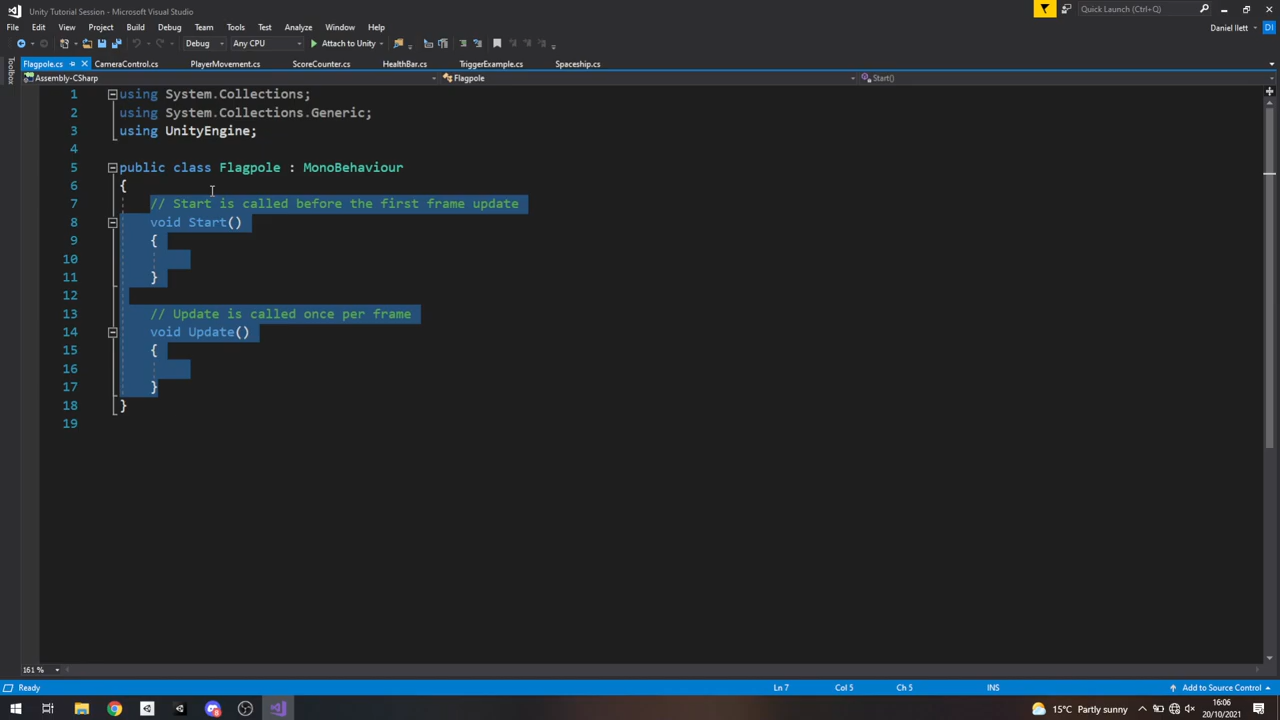 Unity Tutorial Session - Microsoft Visual Studio
Quick Launch (Ctrl+Q)
File Edit View Project Build Debug Team Tools Test Analyze Window Help
Daniel Ilett DI
Debug Any CPU Attach to Unity
Toolbox
Flagpole.cs CameraControl.cs PlayerMovement.cs ScoreCounter.cs HealthBar.cs TriggerExample.cs Spaceship.cs
Assembly-CSharp Flagpole Start()
1 using System.Collections;
2 using System.Collections.Generic;
3 using UnityEngine;
4
5 public class Flagpole : MonoBehaviour
6 {
7 // Start is called before the first frame update
8 void Start()
9 {
10
11 }
12
13 // Update is called once per frame
14 void Update()
15 {
16
17 }
18 }
19
161 %
Ready Ln 7 Col 5 Ch 5 INS Add to Source Control
15°C Partly sunny 16:06
20/10/2021